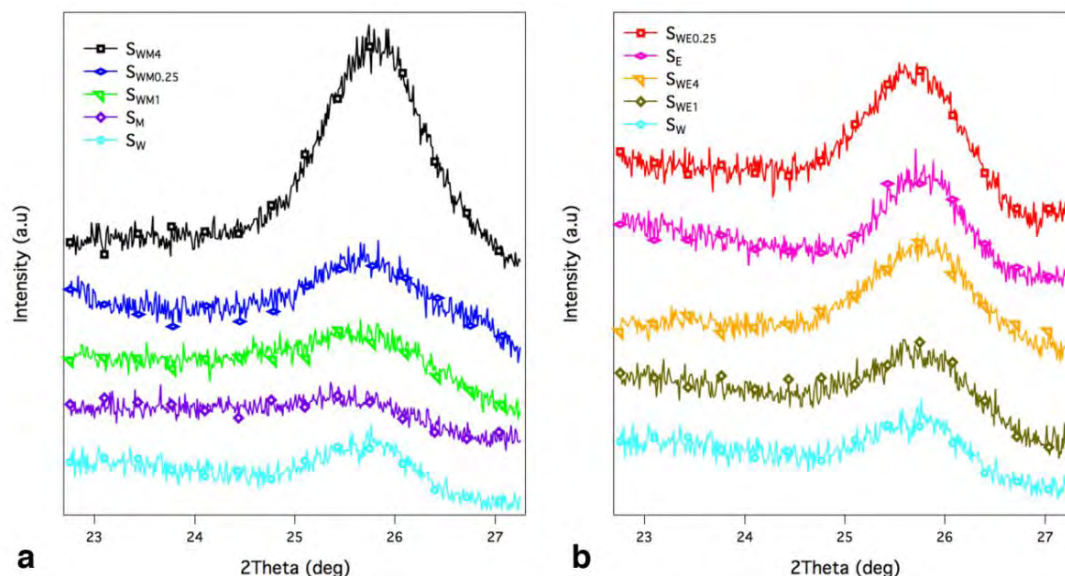 S_WM4
S_WM0.25
S_WM1
S_M
S_W
Intensity (a.u)
23 24 25 26 27
a
2Theta (deg)
S_WE0.25
S_E
S_WE4
S_WE1
S_W
Intensity (a.u)
23 24 25 26 27
b
2Theta (deg)